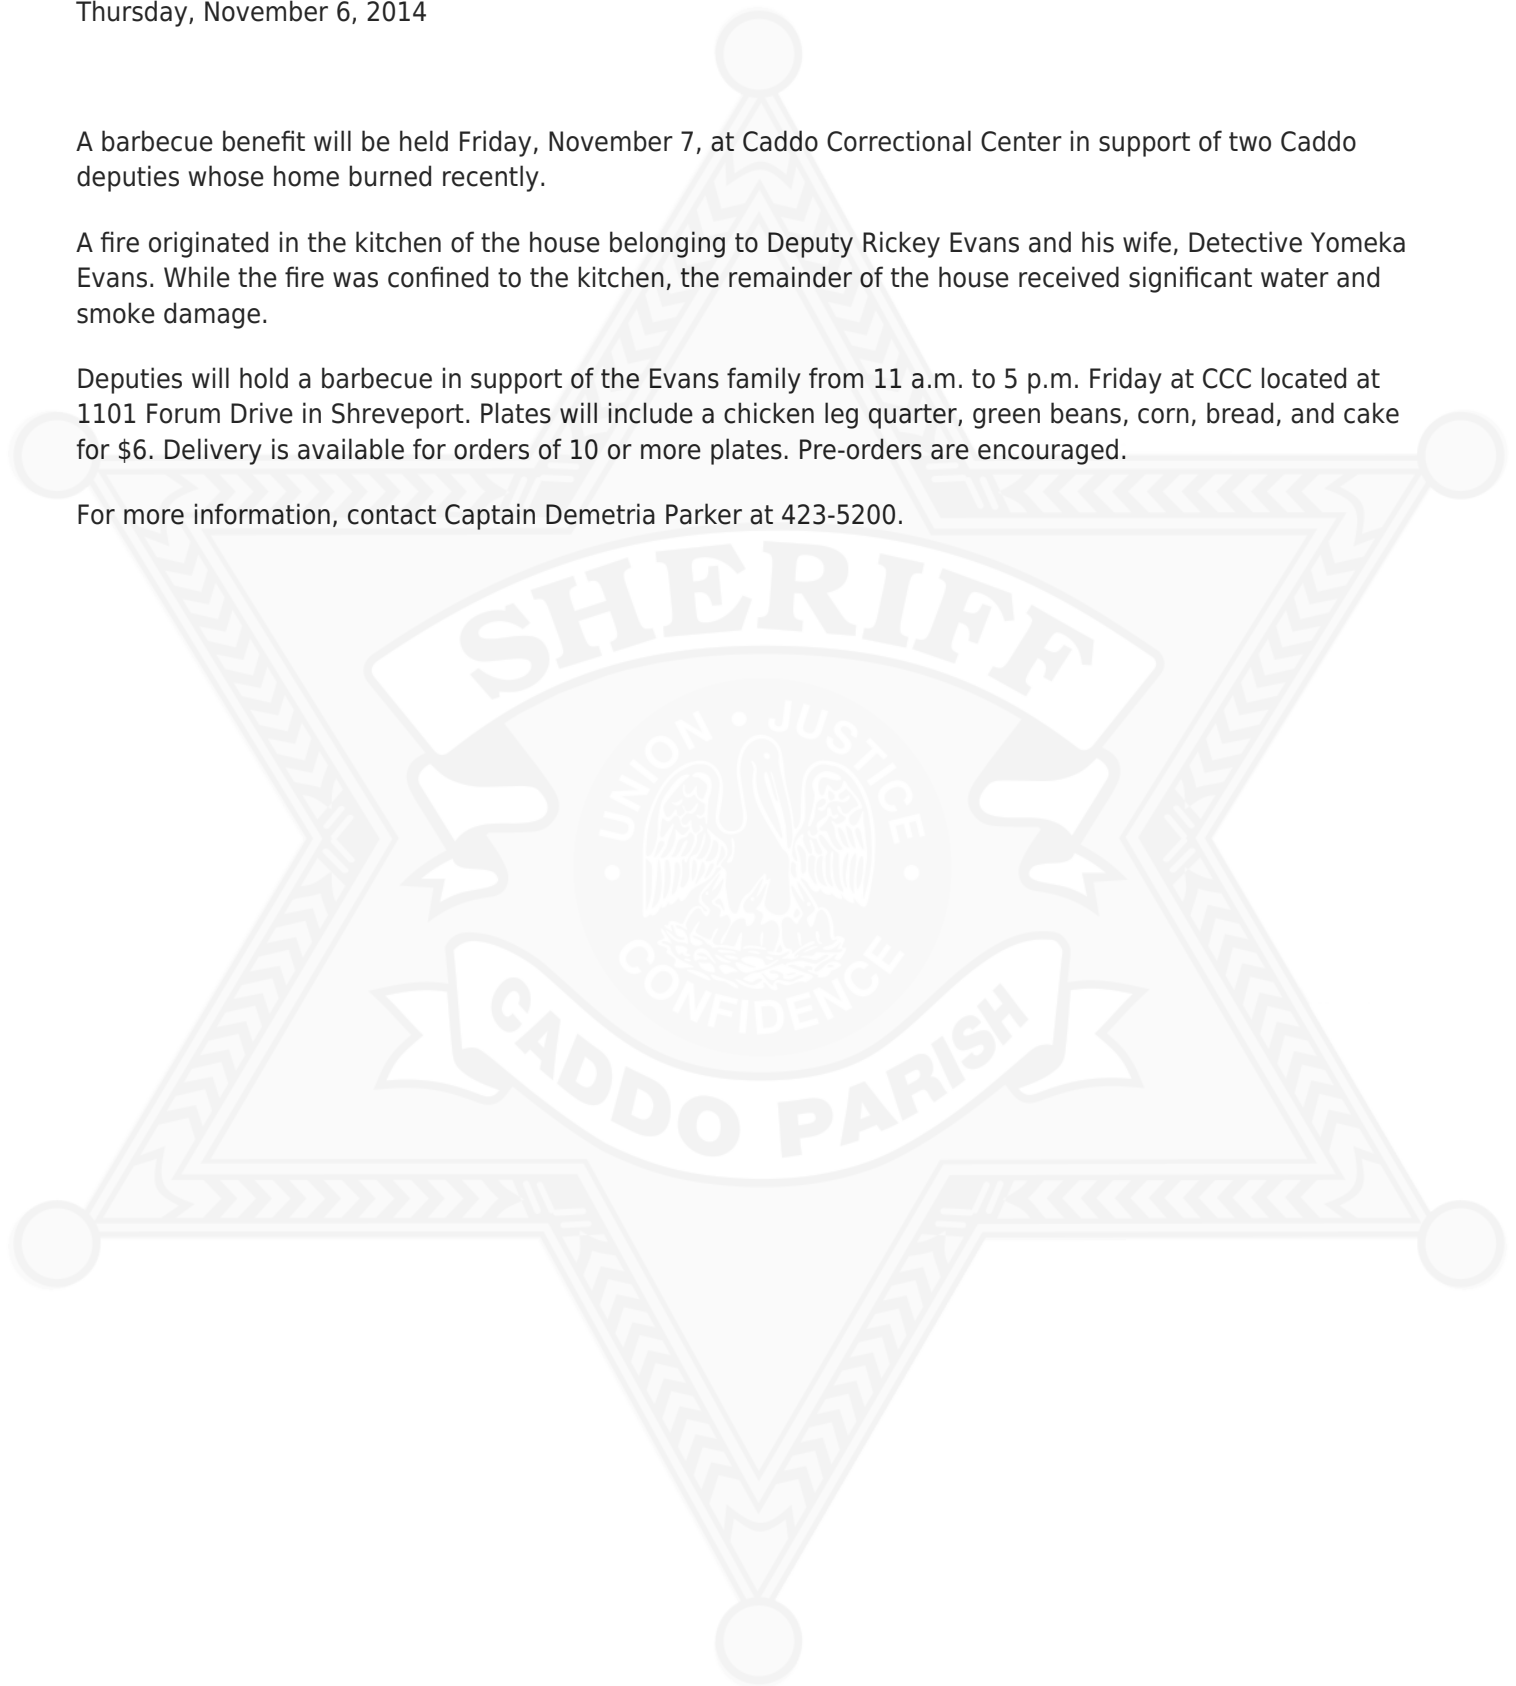 Thursday, November 6, 2014
A barbecue benefit will be held Friday, November 7, at Caddo Correctional Center in support of two Caddo
deputies whose home burned recently.
A fire originated in the kitchen of the house belonging to Deputy Rickey Evans and his wife, Detective Yomeka
Evans. While the fire was confined to the kitchen, the remainder of the house received significant water and
smoke damage.
Deputies will hold a barbecue in support of the Evans family from 11 a.m. to 5 p.m. Friday at CCC located at
1101 Forum Drive in Shreveport. Plates will include a chicken leg quarter, green beans, corn, bread, and cake
for $6. Delivery is available for orders of 10 or more plates. Pre-orders are encouraged.
For more information, contact Captain Demetria Parker at 423-5200.
SHERIFF
UNION • JUSTICE
• CONFIDENCE •
CADDO PARISH